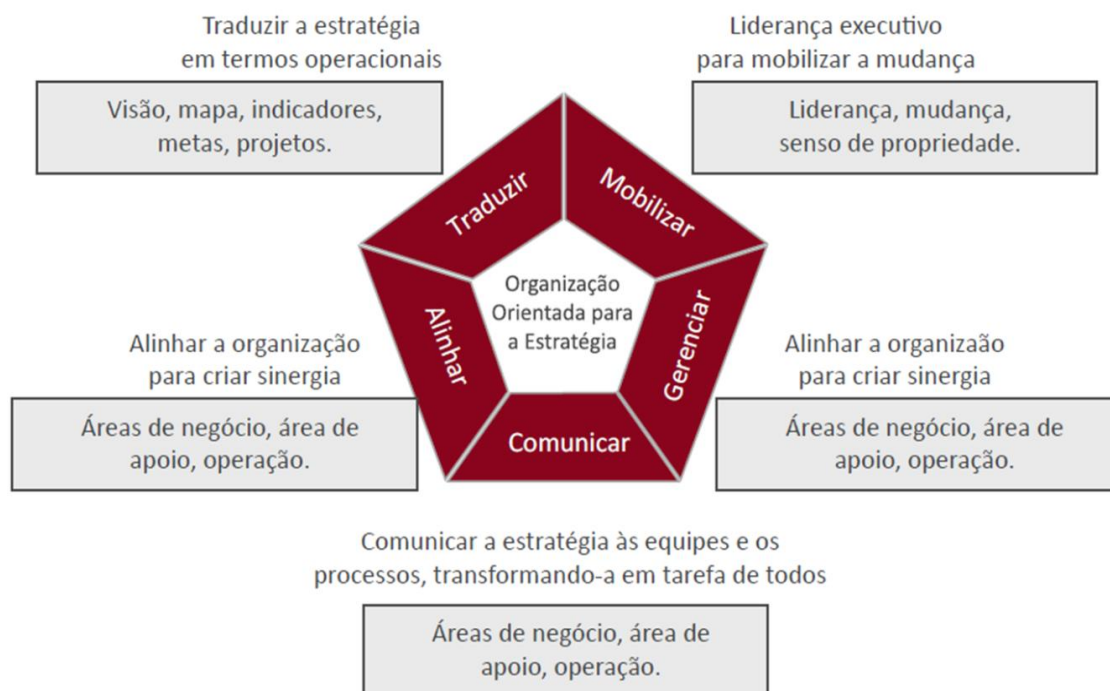 Traduzir a estratégia
em termos operacionais
Visão, mapa, indicadores,
metas, projetos.
Liderança executivo
para mobilizar a mudança
Liderança, mudança,
senso de propriedade.
Traduzir
Mobilizar
Organização
Orientada para
a Estratégia
Alinhar
Gerenciar
Comunicar
Alinhar a organização
para criar sinergia
Áreas de negócio, área de
apoio, operação.
Alinhar a organizaão
para criar sinergia
Áreas de negócio, área de
apoio, operação.
Comunicar a estratégia às equipes e os
processos, transformando-a em tarefa de todos
Áreas de negócio, área de
apoio, operação.